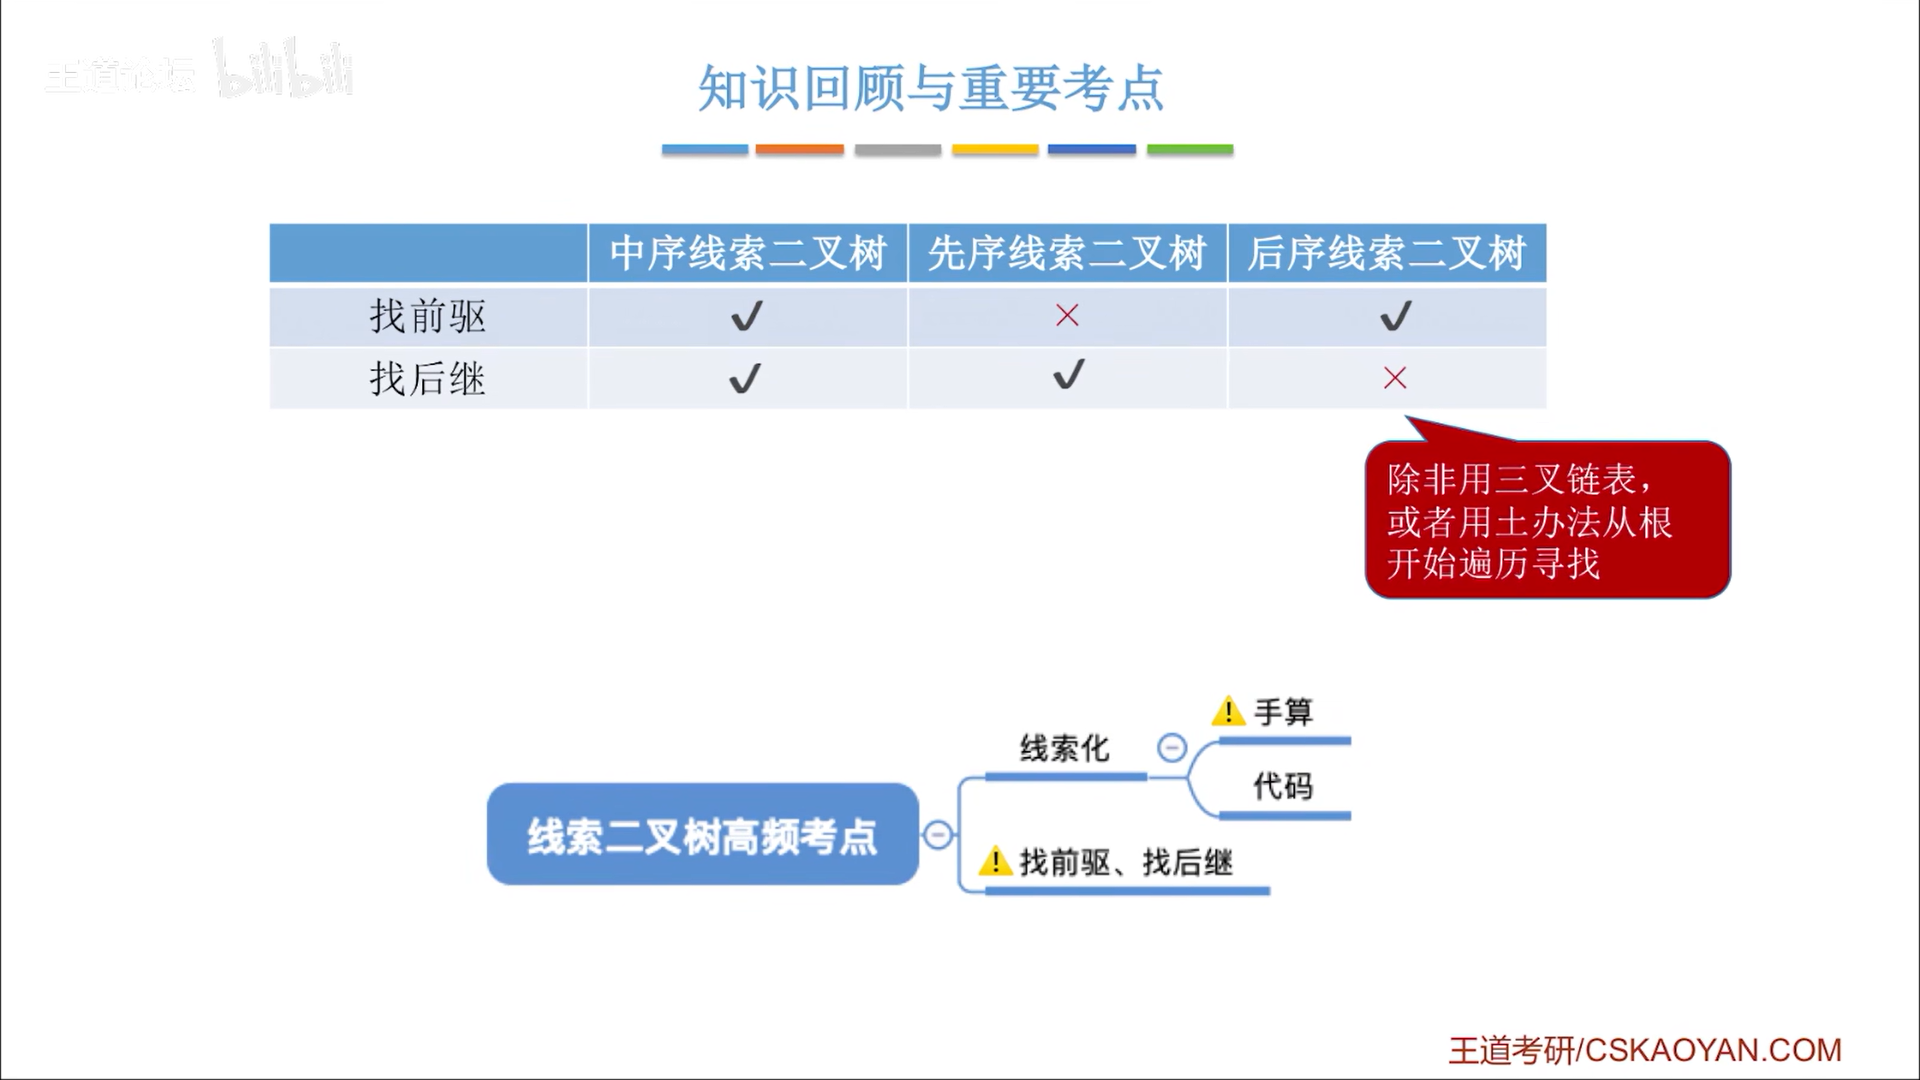 王道论坛 bilibili
知识回顾与重要考点
中序线索二叉树 先序线索二叉树 后序线索二叉树
找前驱 ✔ × ✔
找后继 ✔ ✔ ×
除非用三叉链表，
或者用土办法从根
开始遍历寻找
线索二叉树高频考点
线索化
手算
代码
找前驱、找后继
王道考研/CSKAOYAN.COM